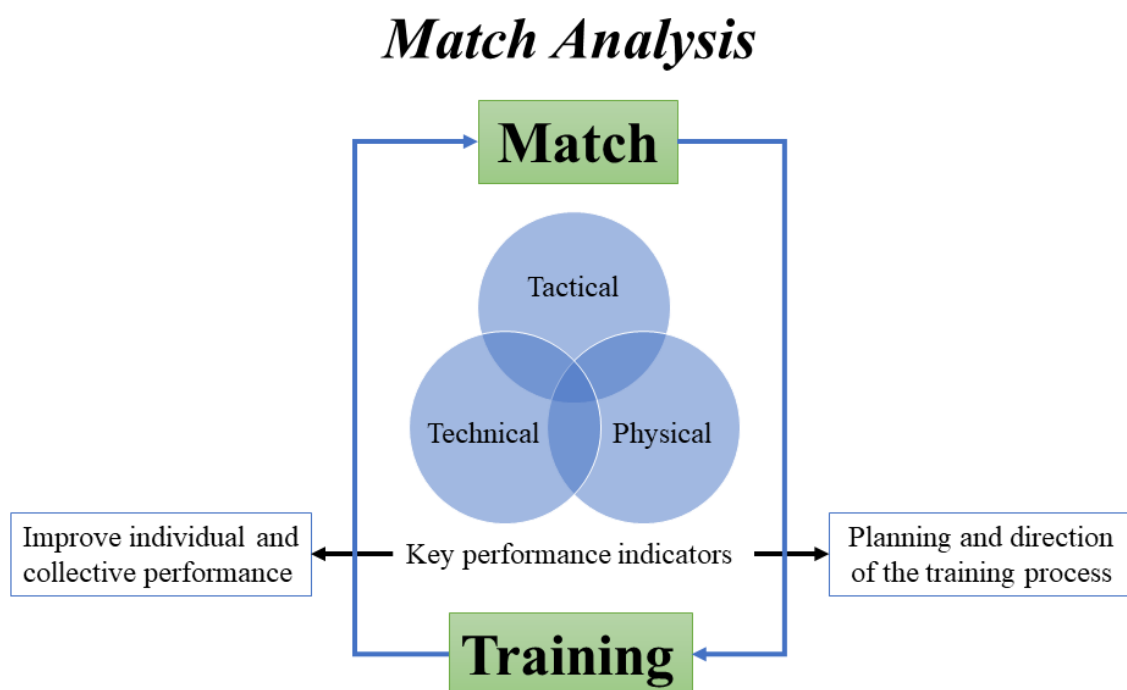 Match Analysis
Match
Tactical
Technical
Physical
Improve individual and
collective performance
Key performance indicators
Planning and direction
of the training process
Training